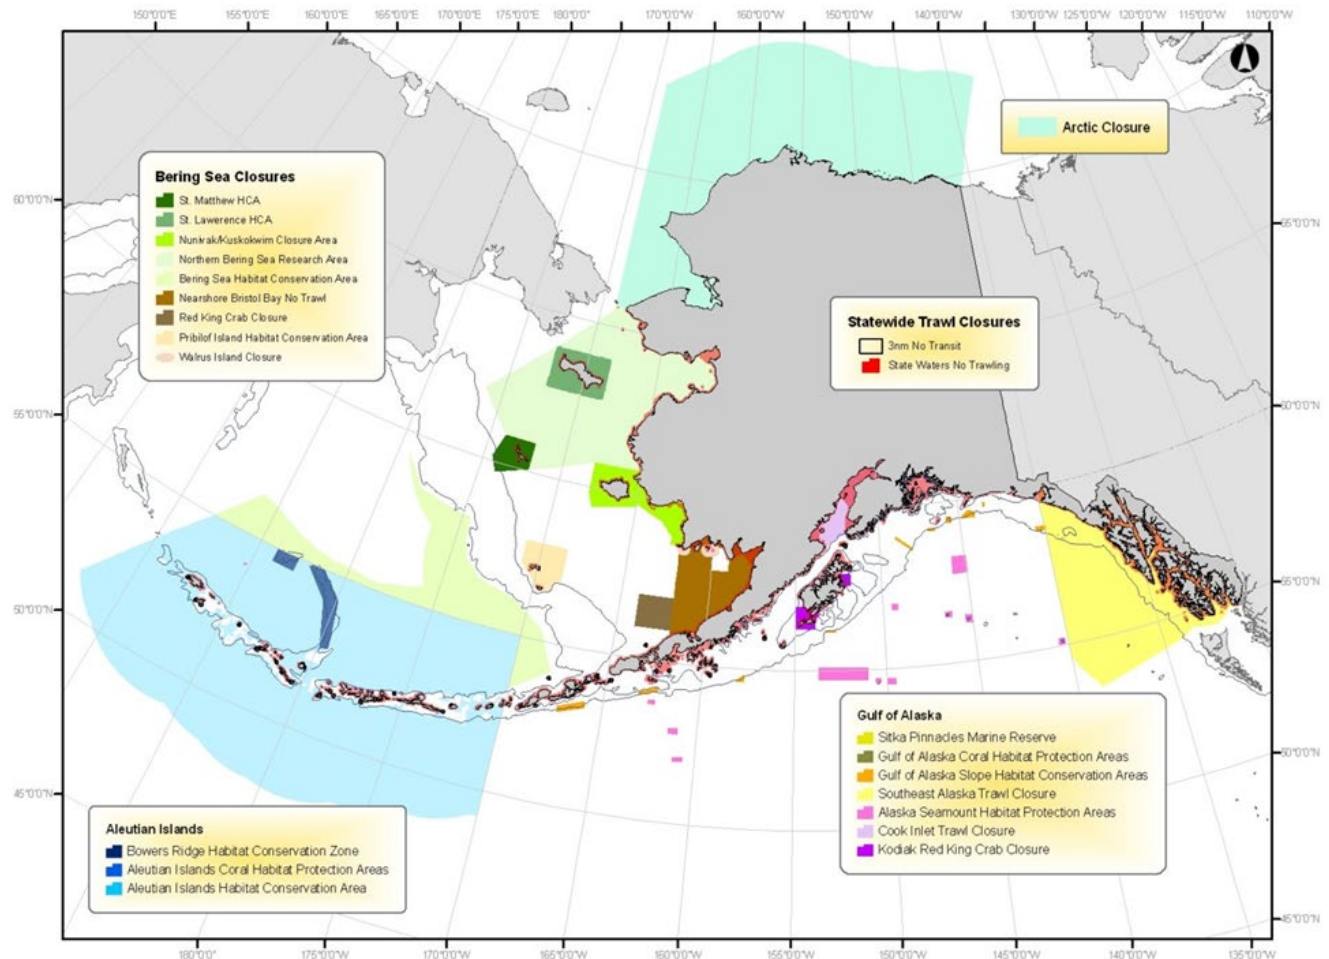 150°0'0"E 155°0'0"E 160°0'0"E 165°0'0"E 170°0'0"E 175°0'0"E 180°0'0" 170°0'0"W 160°0'0"W 150°0'0"W 140°0'0"W 130°0'0"W 125°0'0"W 120°0'0"W 115°0'0"W 110°0'0"W
Arctic Closure
Bering Sea Closures
St. Matthew HCA
St. Lawerence HCA
Nunivak/Kuskokwim Closure Area
Northern Bering Sea Research Area
Bering Sea Habitat Conservation Area
Nearshore Bristol Bay No Trawl
Red King Crab Closure
Pribilof Island Habitat Conservation Area
Walrus Island Closure
60°0'0"N
55°0'0"N
50°0'0"N
45°0'0"N
Statewide Trawl Closures
3nm No Transit
State Waters No Trawling
65°0'0"N
60°0'0"N
50°0'0"N
45°0'0"N
Gulf of Alaska
Sitka Pinnacles Marine Reserve
Gulf of Alaska Coral Habitat Protection Areas
Gulf of Alaska Slope Habitat Conservation Areas
Southeast Alaska Trawl Closure
Alaska Seamount Habitat Protection Areas
Cook Inlet Trawl Closure
Kodiak Red King Crab Closure
Aleutian Islands
Bowers Ridge Habitat Conservation Zone
Aleutian Islands Coral Habitat Protection Areas
Aleutian Islands Habitat Conservation Area
180°0'0" 175°0'0"W 170°0'0"W 165°0'0"W 160°0'0"W 155°0'0"W 150°0'0"W 145°0'0"W 140°0'0"W 135°0'0"W